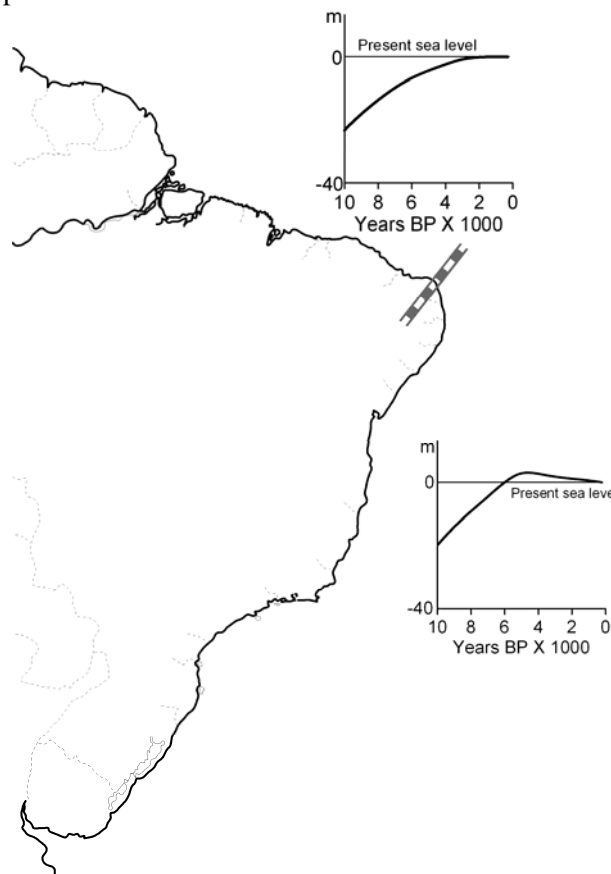 m
Present sea level
0
-40
10 8 6 4 2 0
Years BP X 1000
m
0
Present sea leve
-40
10 8 6 4 2 0
Years BP X 1000